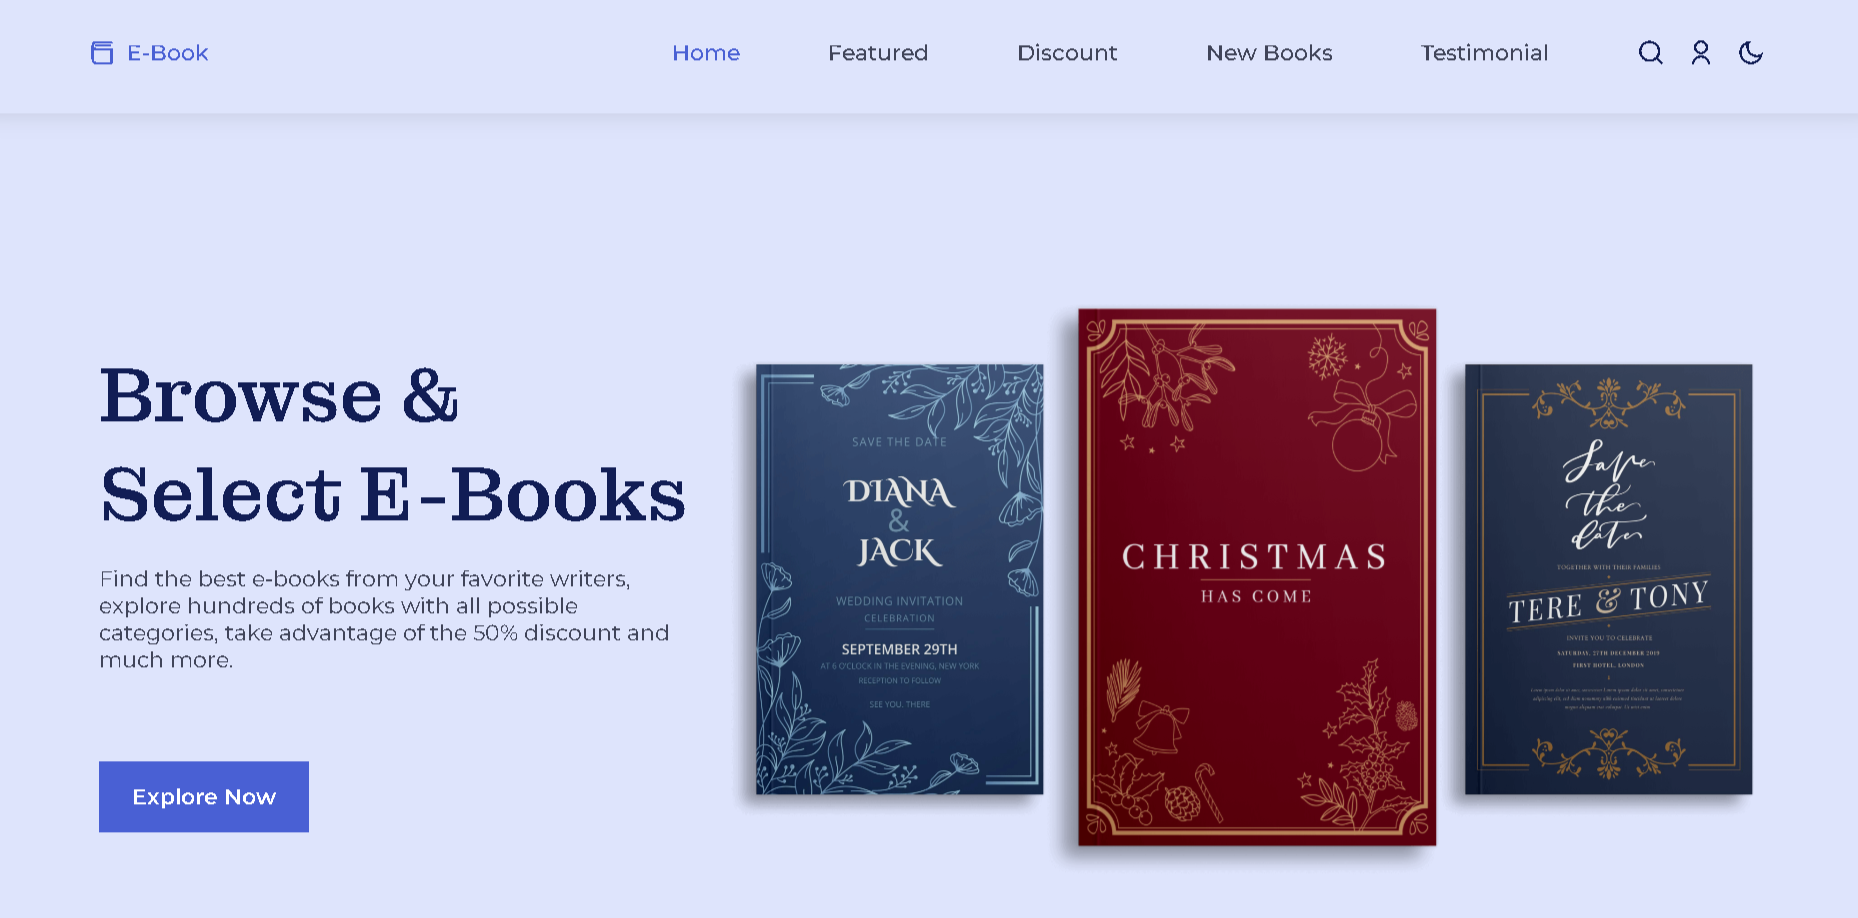 E-Book
Home
Featured
Discount
New Books
Testimonial
Browse &
Select E-Books
Find the best e-books from your favorite writers,
explore hundreds of books with all possible
categories, take advantage of the 50% discount and
much more.
Explore Now
SAVE THE DATE
DIANA
&
JACK
WEDDING INVITATION
CELEBRATION
SEPTEMBER 29TH
AT 6 O'CLOCK IN THE EVENING, NEW YORK
RECEPTION TO FOLLOW
SEE YOU. THERE
CHRISTMAS
HAS COME
Save
the
date
TOGETHER WITH THEIR FAMILIES
TERE & TONY
INVITE YOU TO CELEBRATE
SATURDAY, 27TH DECEMBER 2019
FIRST HOTEL, LONDON